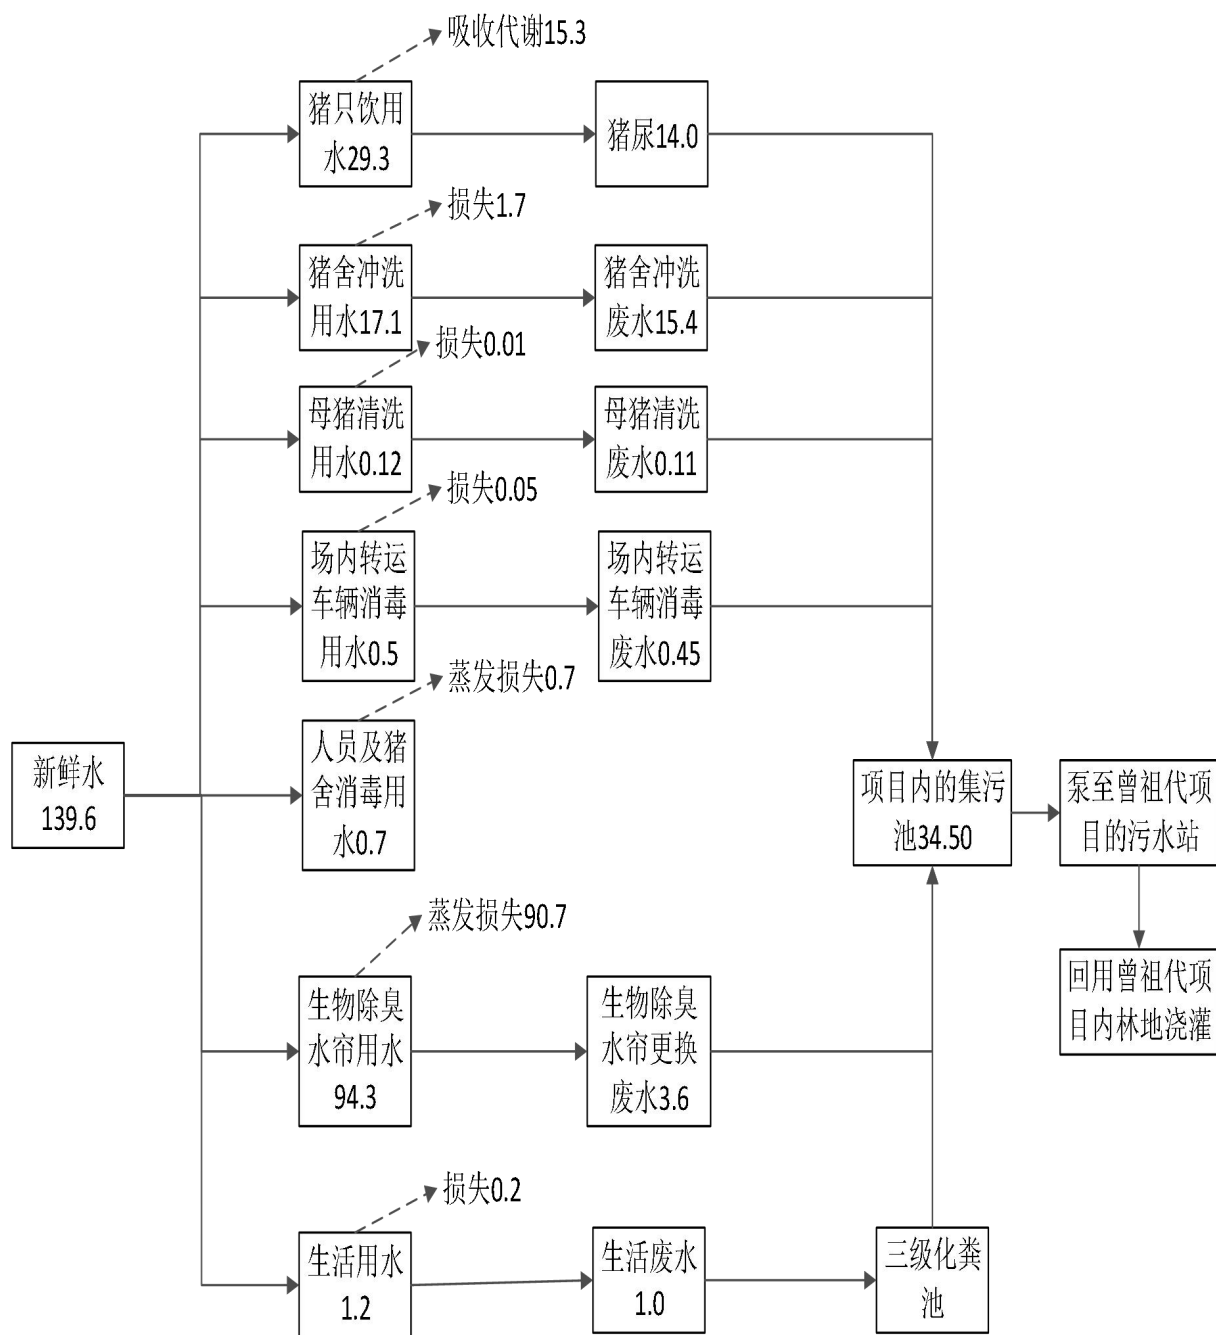 吸收代谢15.3
猪只饮用
水29.3
猪尿14.0
损失1.7
猪舍冲洗
用水17.1
猪舍冲洗
废水15.4
损失0.01
母猪清洗
用水0.12
母猪清洗
废水0.11
损失0.05
场内转运
车辆消毒
用水0.5
场内转运
车辆消毒
废水0.45
蒸发损失0.7
人员及猪
舍消毒用
水0.7
新鲜水
139.6
项目内的集污
池34.50
泵至曾祖代项
目的污水站
蒸发损失90.7
生物除臭
水帘用水
94.3
生物除臭
水帘更换
废水3.6
回用曾祖代项
目内林地浇灌
损失0.2
生活用水
1.2
生活废水
1.0
三级化粪
池